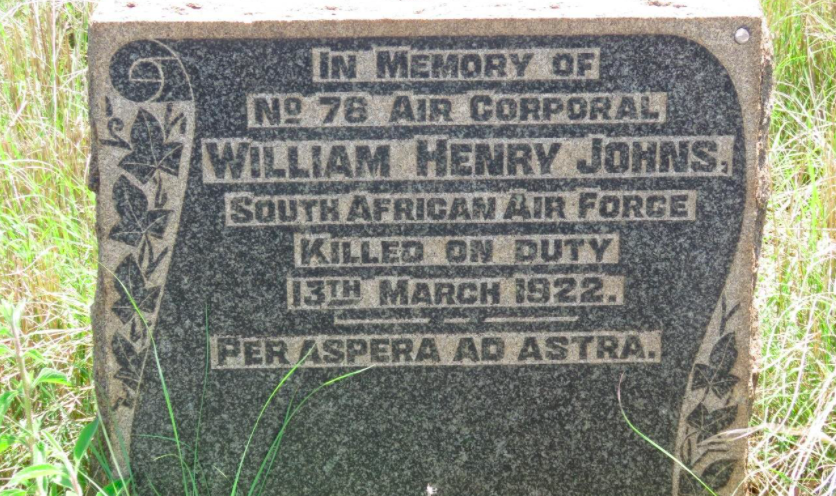 In Memory of
No 76 Air Corporal
William Henry Johns,
South African Air Force
Killed on duty
13th March 1922.
Per aspera ad astra.